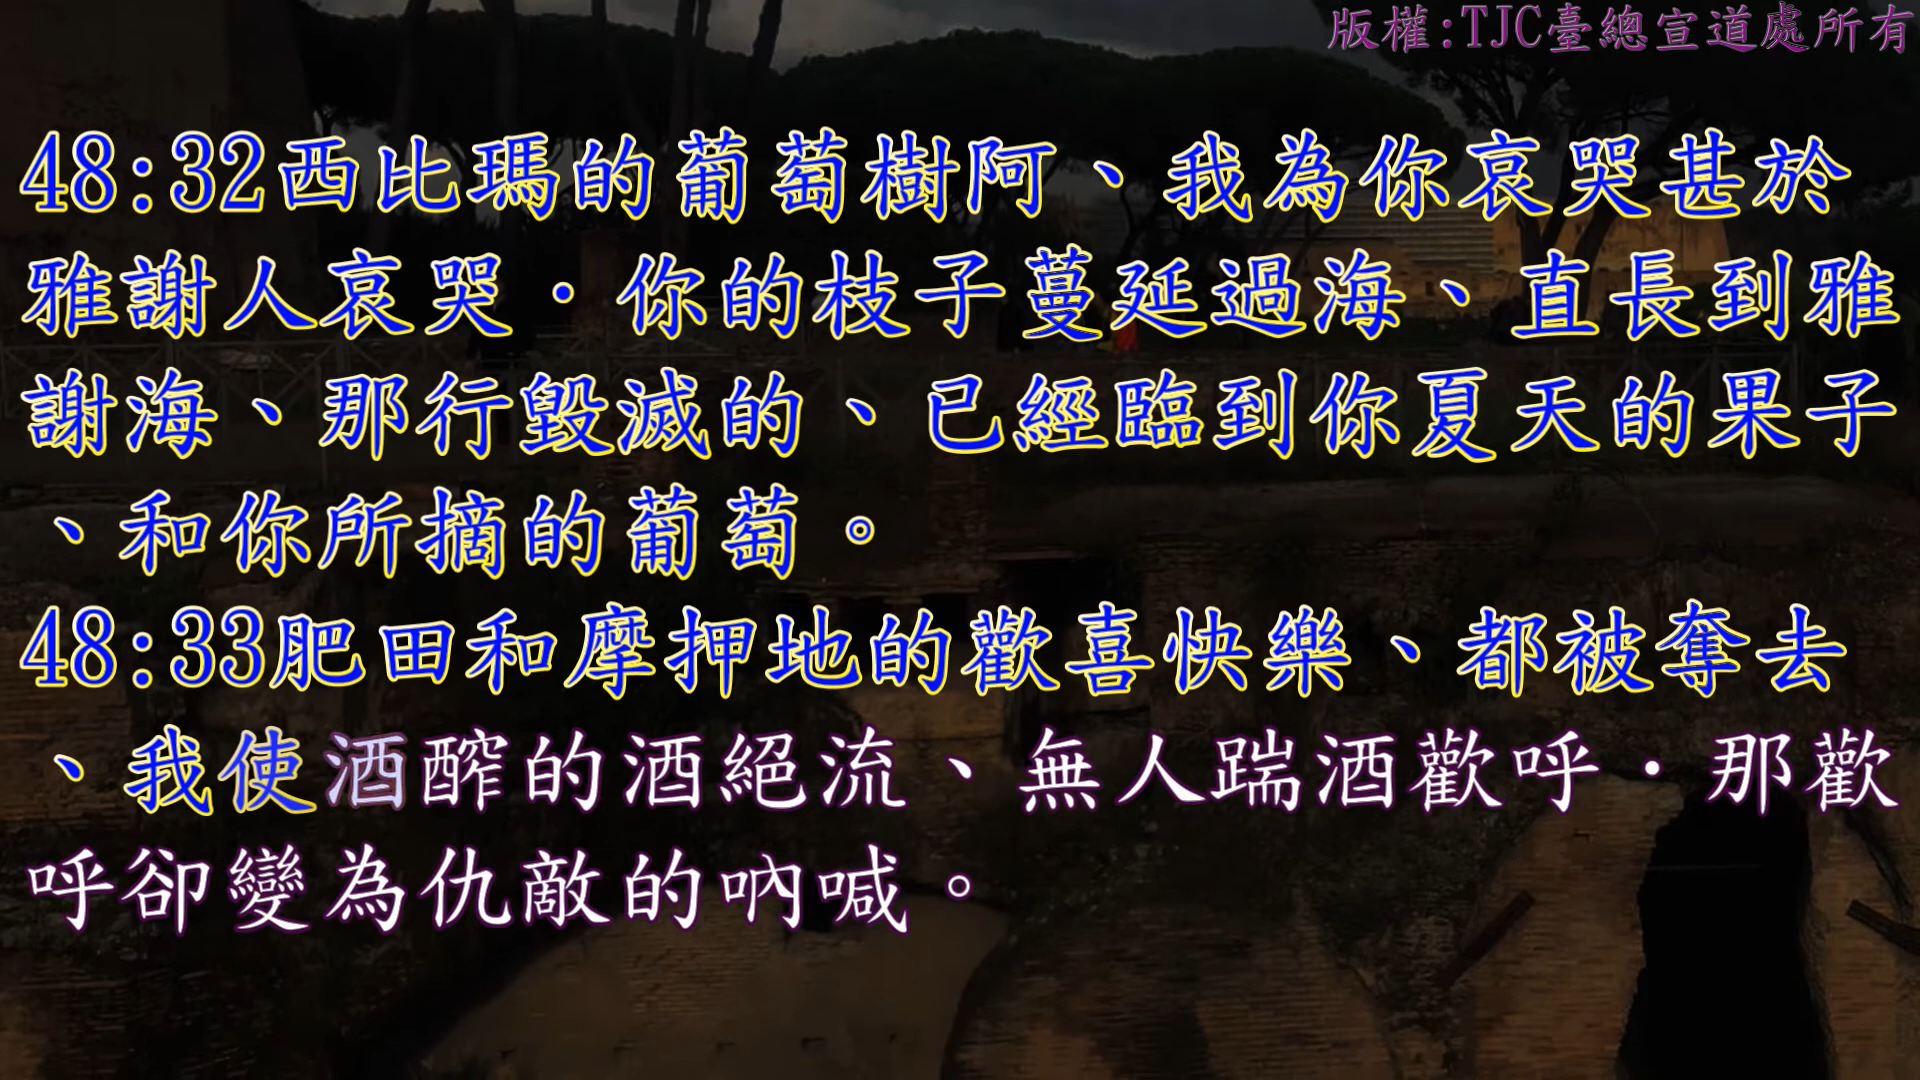 版權:TJC臺總宣道處所有
48:32西比瑪的葡萄樹阿、我為你哀哭甚於
雅謝人哀哭．你的枝子蔓延過海、直長到雅
謝海、那行毀滅的、已經臨到你夏天的果子
、和你所摘的葡萄。
48:33肥田和摩押地的歡喜快樂、都被奪去
、我使酒醡的酒絕流、無人踹酒歡呼．那歡
呼卻變為仇敵的吶喊。